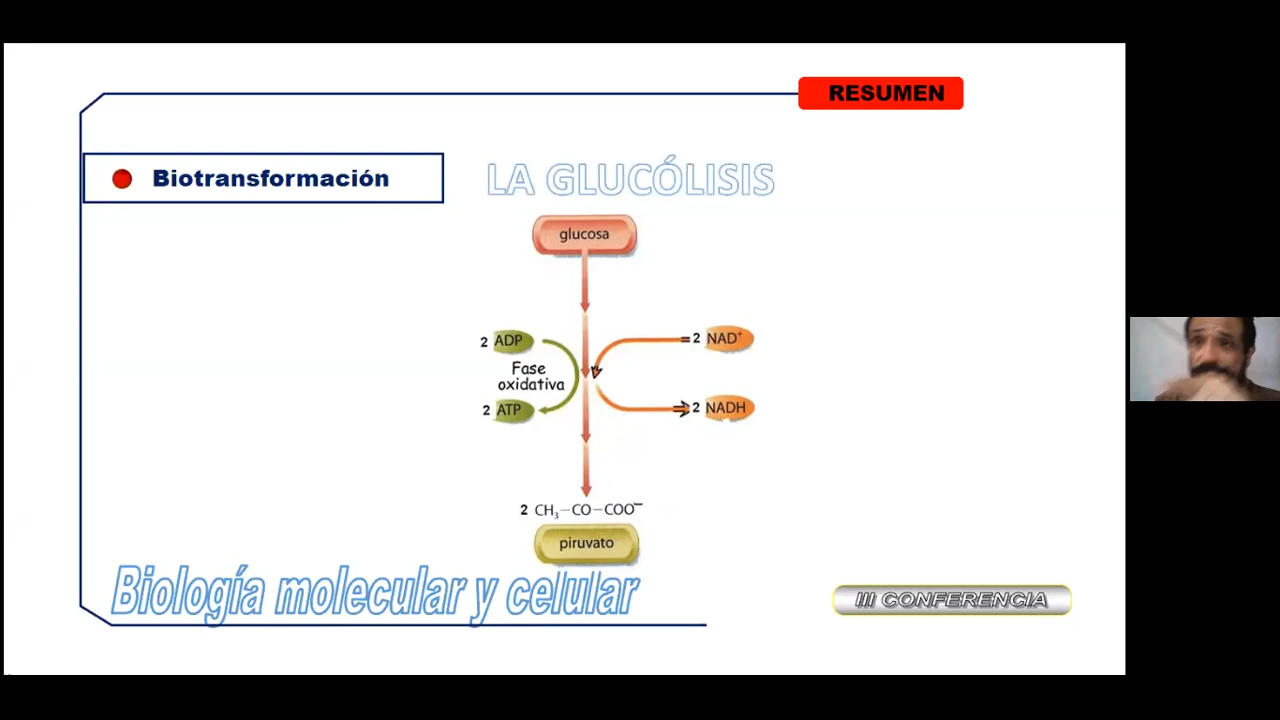 RESUMEN
Biotransformación
LA GLUCÓLISIS
glucosa
2 ADP
= 2 NAD⁺
Fase
oxidativa
2 ATP
2 NADH
2 CH₃–CO–COO⁻
piruvato
Biología molecular y celular
III CONFERENCIA